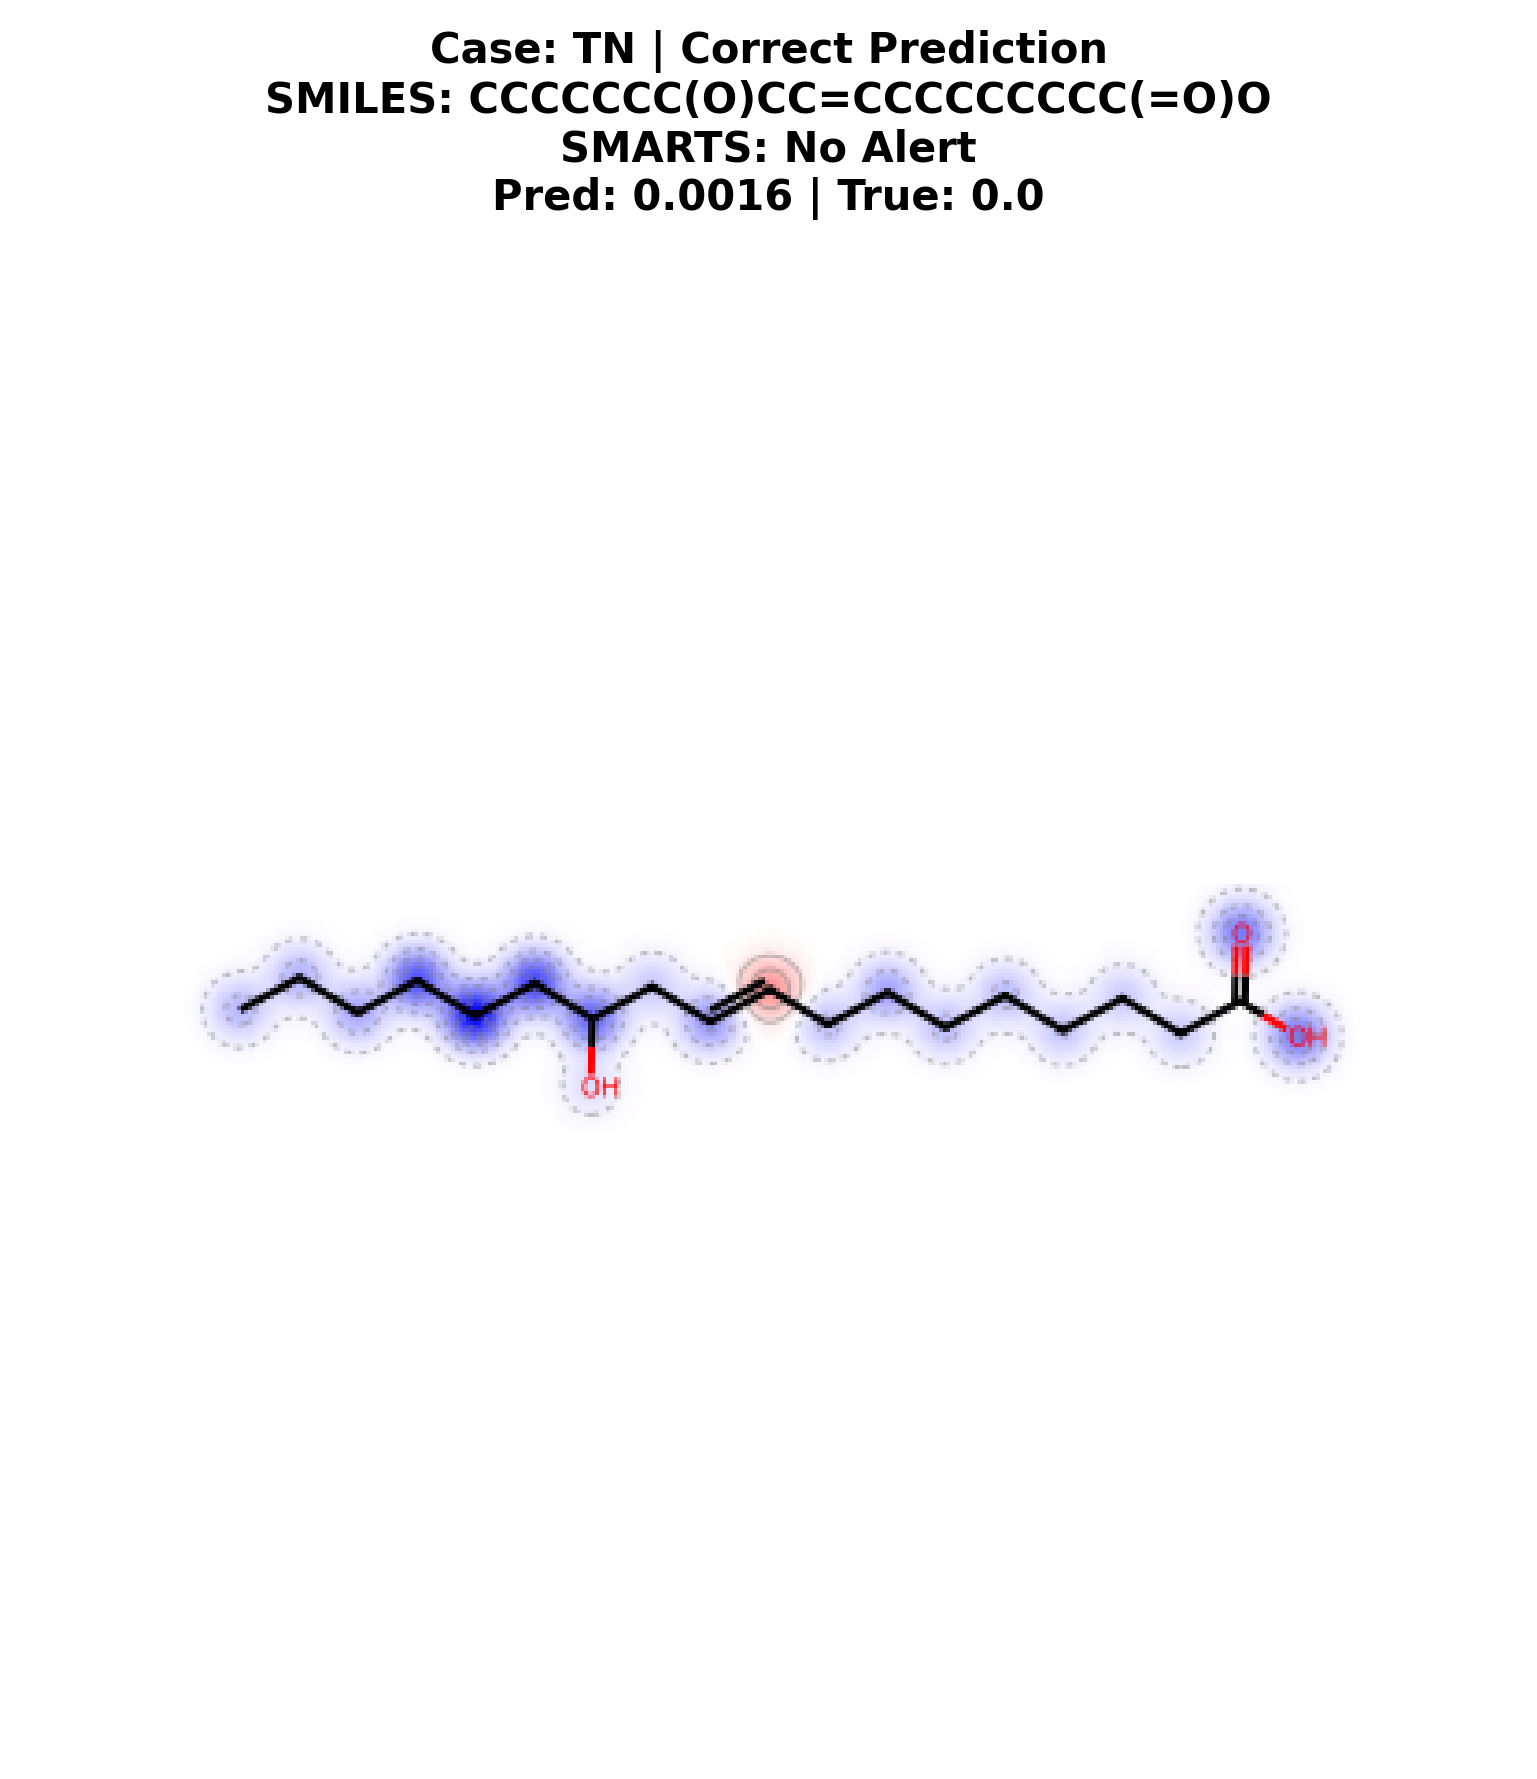 Case: TN | Correct Prediction
SMILES: CCCCCCC(O)CC=CCCCCCCCC(=O)O
SMARTS: No Alert
Pred: 0.0016 | True: 0.0
O
OH
OH